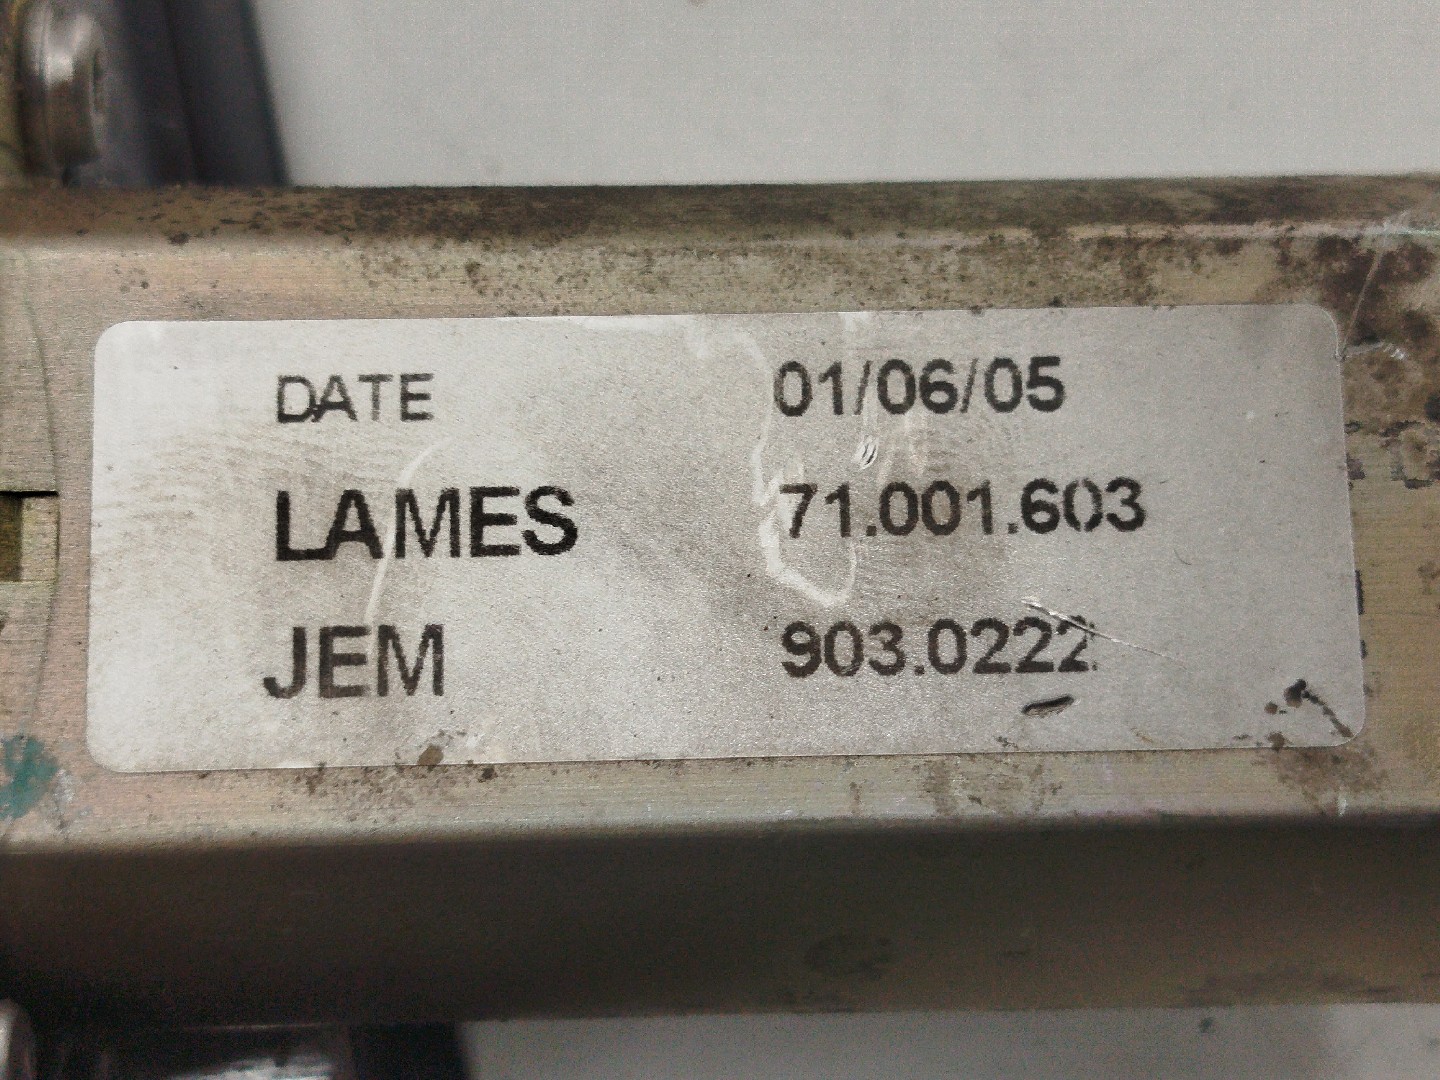 DATE 01/06/05
LAMES 71.001.603
JEM 903.0222